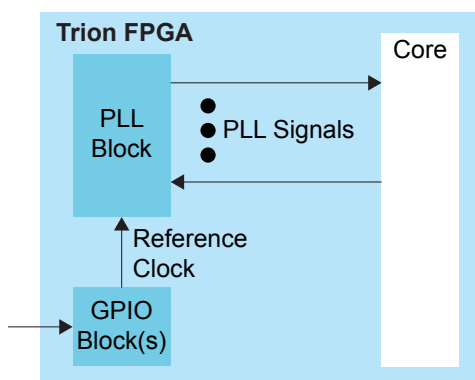 Trion FPGA
Core
PLL
Block
PLL Signals
Reference
Clock
GPIO
Block(s)